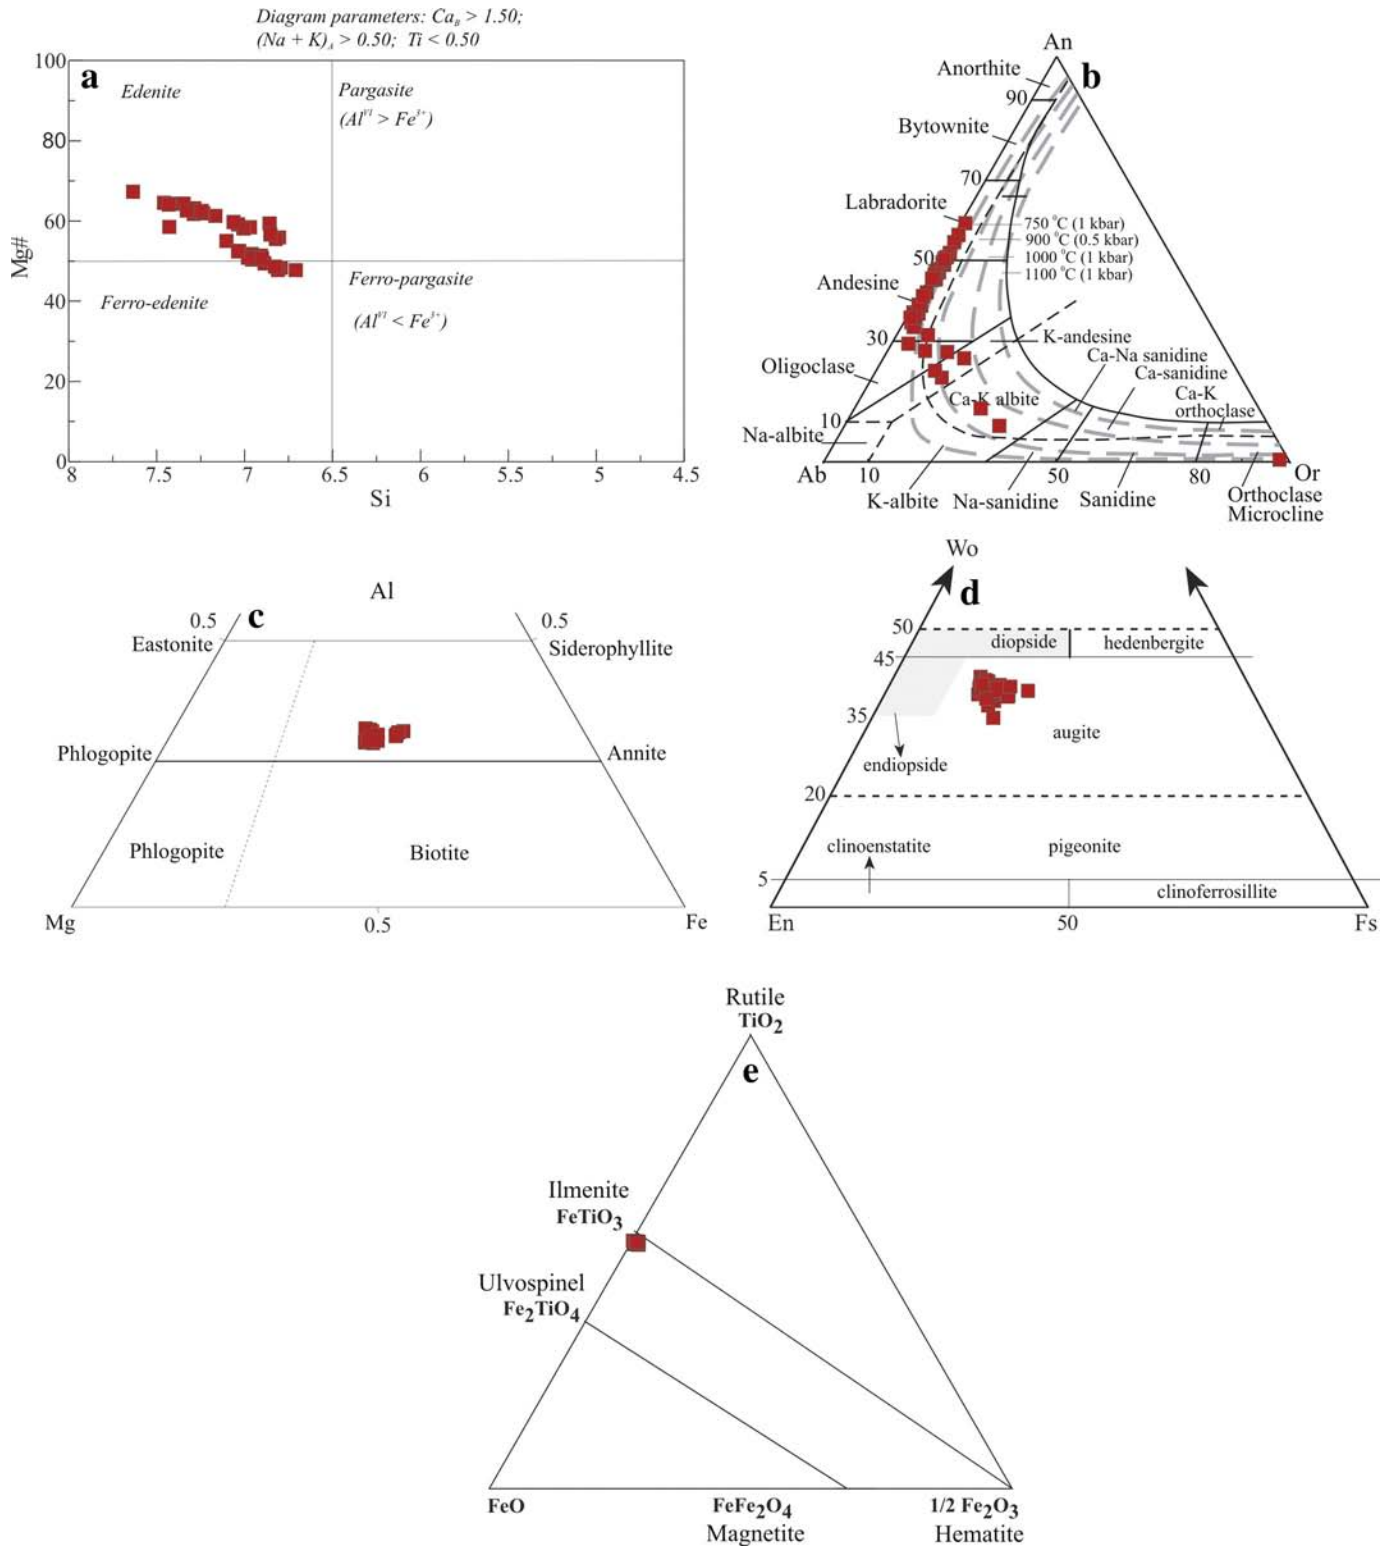 Diagram parameters: Ca_B > 1.50;
(Na + K)_A > 0.50; Ti < 0.50
a
100
80
60
40
20
0
Mg#
Edenite
Pargasite
(Al^VI > Fe^3+)
Ferro-edenite
Ferro-pargasite
(Al^VI < Fe^3+)
8
7.5
7
6.5
6
5.5
5
4.5
Si
b
An
Anorthite
90
Bytownite
70
Labradorite
750 °C (1 kbar)
900 °C (0.5 kbar)
1000 °C (1 kbar)
1100 °C (1 kbar)
50
Andesine
30
K-andesine
Ca-Na sanidine
Ca-sanidine
Ca-K
orthoclase
Oligoclase
Ca-K albite
10
Na-albite
Ab
10
50
80
Or
K-albite
Na-sanidine
Sanidine
Orthoclase
Microcline
c
Al
0.5
0.5
Eastonite
Siderophyllite
Phlogopite
Annite
Phlogopite
Biotite
Mg
0.5
Fe
d
Wo
50
diopside
hedenbergite
45
35
augite
endiopside
20
clinoenstatite
pigeonite
5
clinoferrosillite
En
50
Fs
Rutile
TiO2
e
Ilmenite
FeTiO3
Ulvospinel
Fe2TiO4
FeO
FeFe2O4
Magnetite
1/2 Fe2O3
Hematite